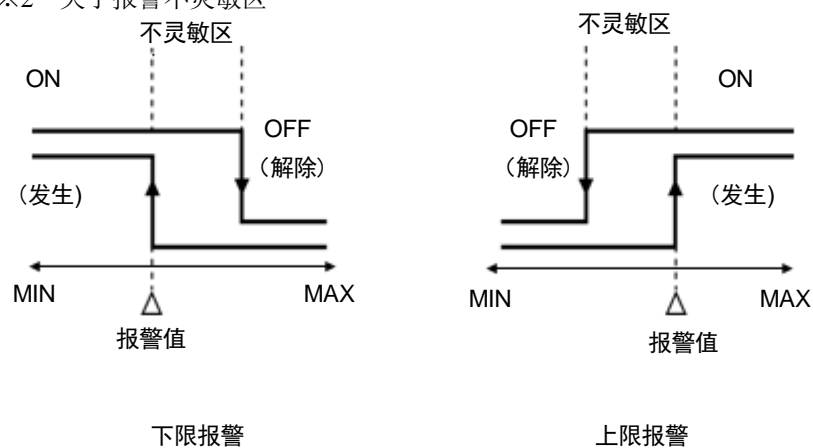 ※2 关于报警不灵敏区
不灵敏区
ON
OFF
(解除)
(发生)
MIN
MAX
报警值
下限报警
不灵敏区
ON
OFF
(解除)
(发生)
MIN
MAX
报警值
上限报警